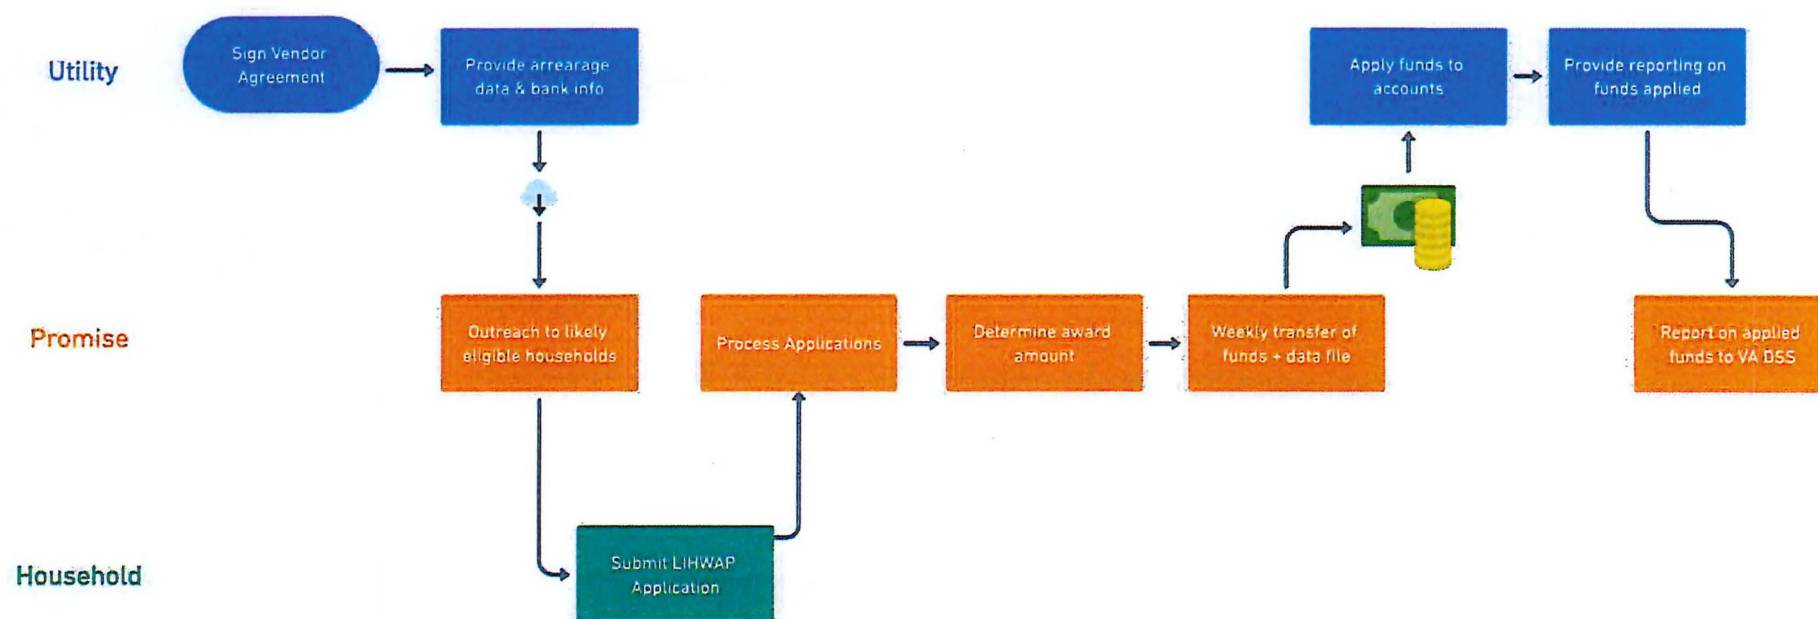 Utility
Sign Vendor
Agreement
Provide arrearage
data & bank info
Apply funds to
accounts
Provide reporting on
funds applied
Promise
Outreach to likely
eligible households
Process Applications
Determine award
amount
Weekly transfer of
funds + data file
Report on applied
funds to VA DSS
Household
Submit LIHWAP
Application